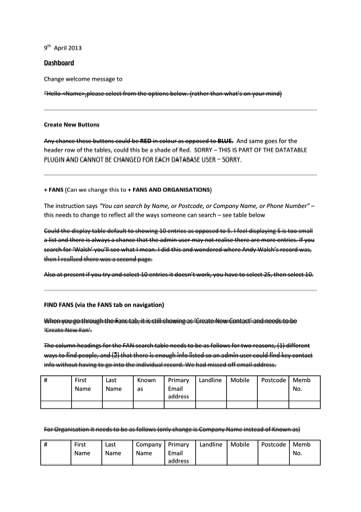 9th April 2013
Dashboard
Change welcome message to
"Hello <Name>,please select from the options below. (rather than what's on your mind)
Create New Buttons
Any chance these buttons could be RED in colour as opposed to BLUE. And same goes for the
header row of the tables, could this be a shade of Red. SORRY – THIS IS PART OF THE DATATABLE
PLUGIN AND CANNOT BE CHANGED FOR EACH DATABASE USER – SORRY.
+ FANS (Can we change this to + FANS AND ORGANISATIONS)
The instruction says "You can search by Name, or Postcode, or Company Name, or Phone Number" –
this needs to change to reflect all the ways someone can search – see table below
Could the display table default to showing 10 entries as opposed to 5. I feel displaying 5 is too small
a list and there is always a chance that the admin user may not realise there are more entries. If you
search for 'Walsh' you'll see what I mean. I did this and wondered where Andy Walsh's record was,
then I realised there was a second page.
Also at present if you try and select 10 entries it doesn't work, you have to select 25, then select 10.
FIND FANS (via the FANS tab on navigation)
When you go through the Fans tab, it is still showing as 'Create New Contact' and needs to be
'Create New Fan'.
The column headings for the FAN search table needs to be as follows for two reasons, (1) different
ways to find people, and (2) that there is enough info listed so an admin user could find key contact
info without having to go into the individual record. We had missed off email address.
# First Last Known Primary Landline Mobile Postcode Memb
Name Name as Email No.
address
For Organisation it needs to be as follows (only change is Company Name instead of Known as)
# First Last Company Primary Landline Mobile Postcode Memb
Name Name Name Email No.
address